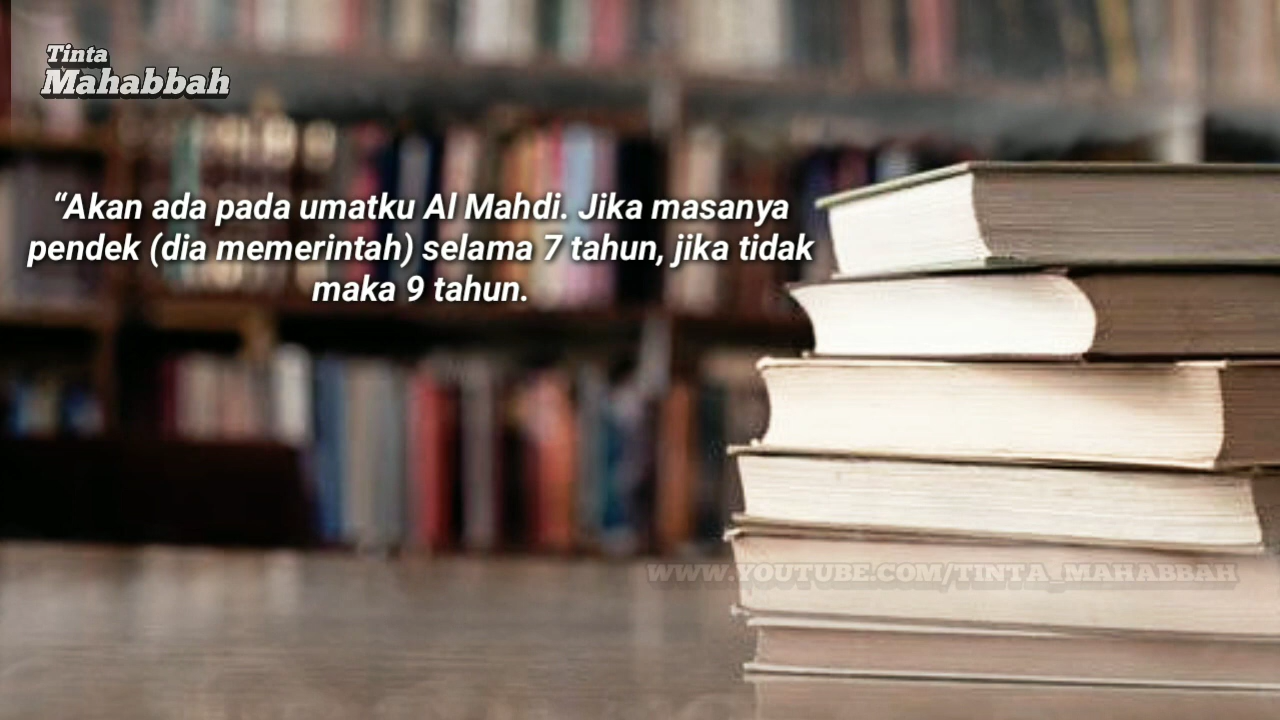 Tinta
Mahabbah
“Akan ada pada umatku Al Mahdi. Jika masanya
pendek (dia memerintah) selama 7 tahun, jika tidak
maka 9 tahun.
WWW.YOUTUBE.COM/TINTA_MAHABBAH